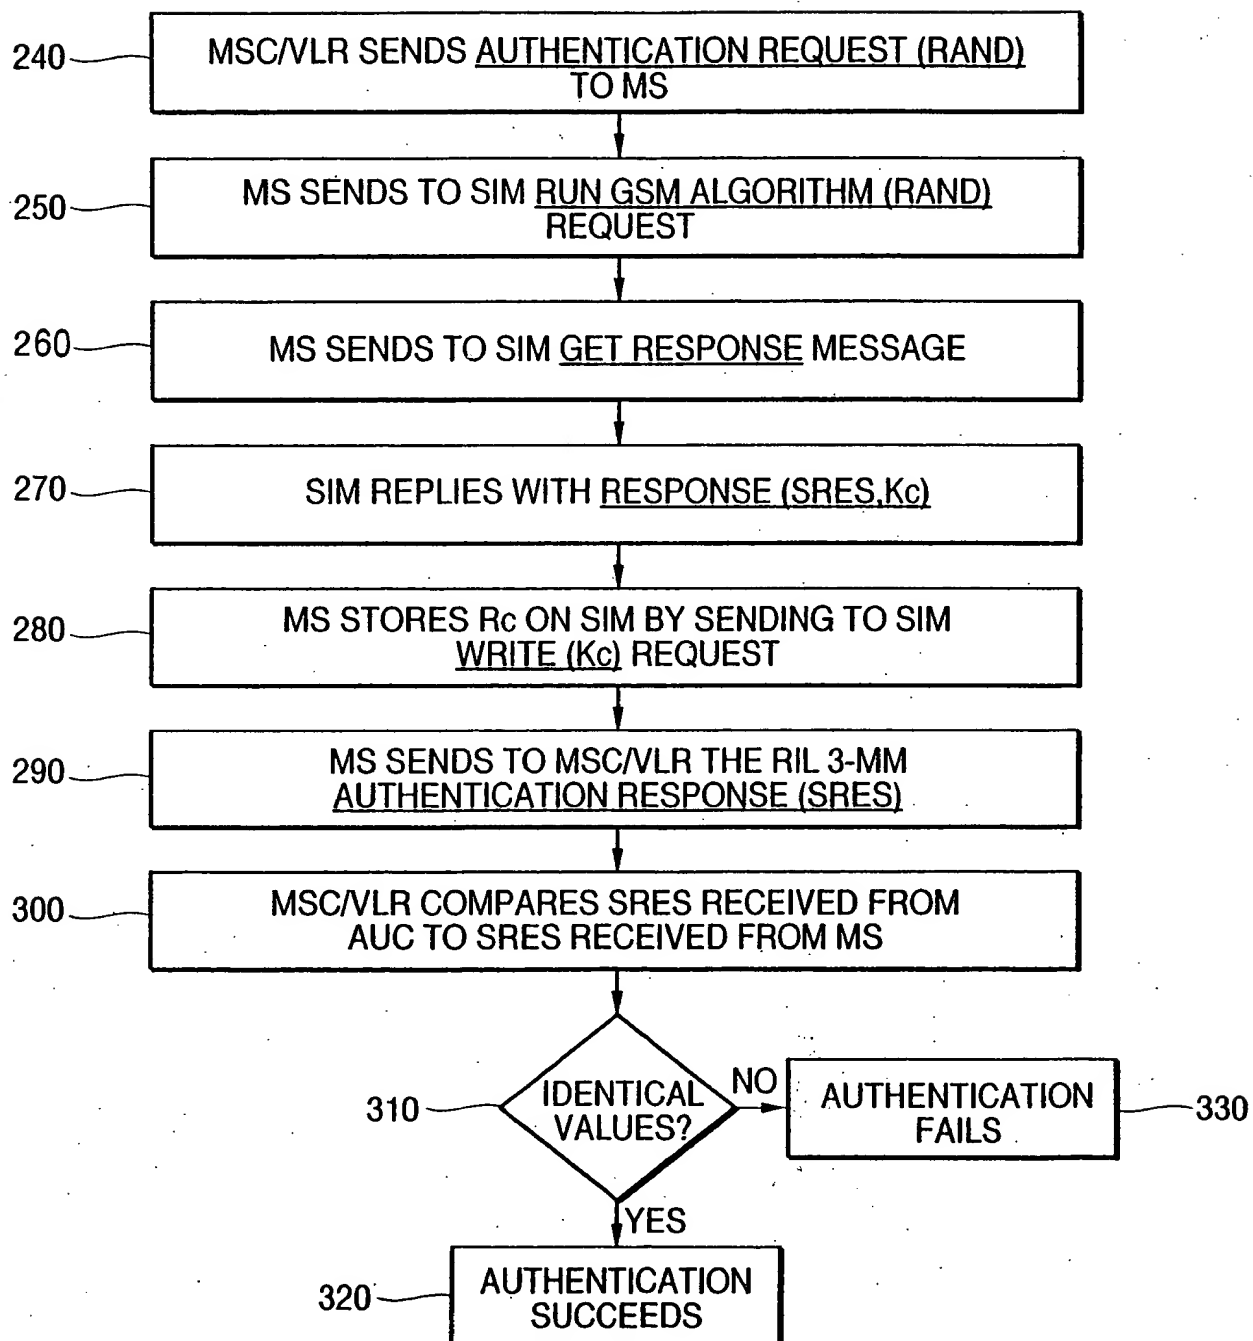 240
MSC/VLR SENDS AUTHENTICATION REQUEST (RAND)
TO MS
250
MS SENDS TO SIM RUN GSM ALGORITHM (RAND)
REQUEST
260
MS SENDS TO SIM GET RESPONSE MESSAGE
270
SIM REPLIES WITH RESPONSE (SRES,Kc)
280
MS STORES Rc ON SIM BY SENDING TO SIM
WRITE (Kc) REQUEST
290
MS SENDS TO MSC/VLR THE RIL 3-MM
AUTHENTICATION RESPONSE (SRES)
300
MSC/VLR COMPARES SRES RECEIVED FROM
AUC TO SRES RECEIVED FROM MS
310
IDENTICAL
VALUES?
NO
AUTHENTICATION
FAILS
330
YES
320
AUTHENTICATION
SUCCEEDS